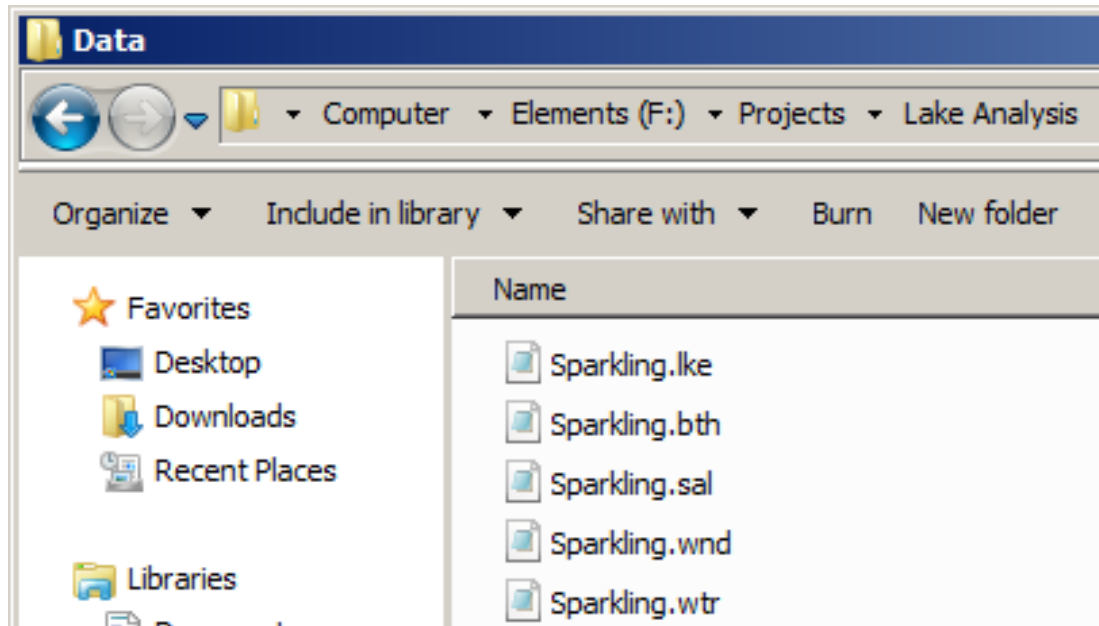 Data
Computer Elements (F:) Projects Lake Analysis
Organize Include in library Share with Burn New folder
Name
Favorites
Desktop
Downloads
Recent Places
Libraries
Sparkling.lke
Sparkling.bth
Sparkling.sal
Sparkling.wnd
Sparkling.wtr